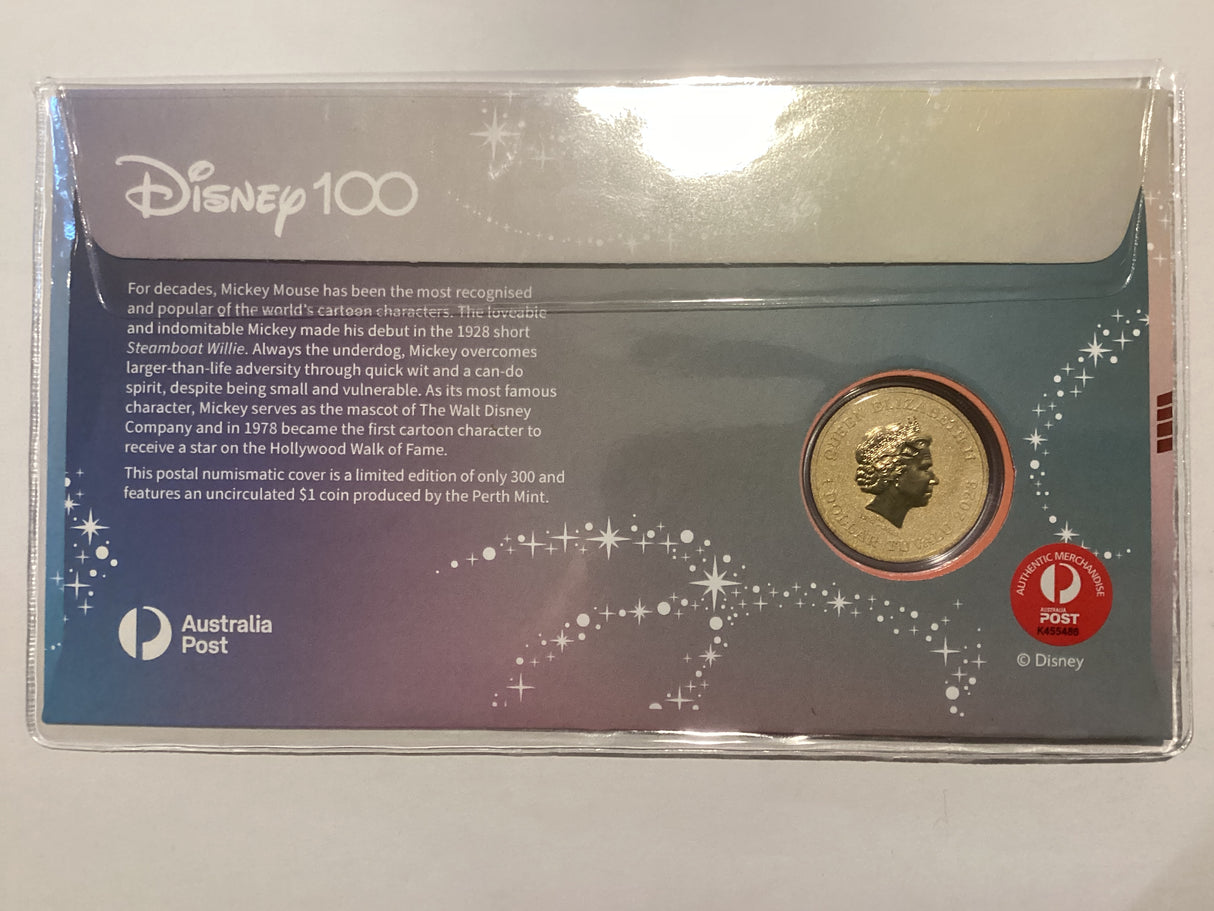 Disney 100
For decades, Mickey Mouse has been the most recognised
and popular of the world's cartoon characters. The loveable
and indomitable Mickey made his debut in the 1928 short
Steamboat Willie. Always the underdog, Mickey overcomes
larger-than-life adversity through quick wit and a can-do
spirit, despite being small and vulnerable. As its most famous
character, Mickey serves as the mascot of The Walt Disney
Company and in 1978 became the first cartoon character to
receive a star on the Hollywood Walk of Fame.
This postal numismatic cover is a limited edition of only 300 and
features an uncirculated $1 coin produced by the Perth Mint.
QUEEN ELIZABETH II
1 DOLLAR TUVALU 2023
Australia
Post
AUTHENTIC MERCHANDISE
AUSTRALIA
POST
K455486
© Disney